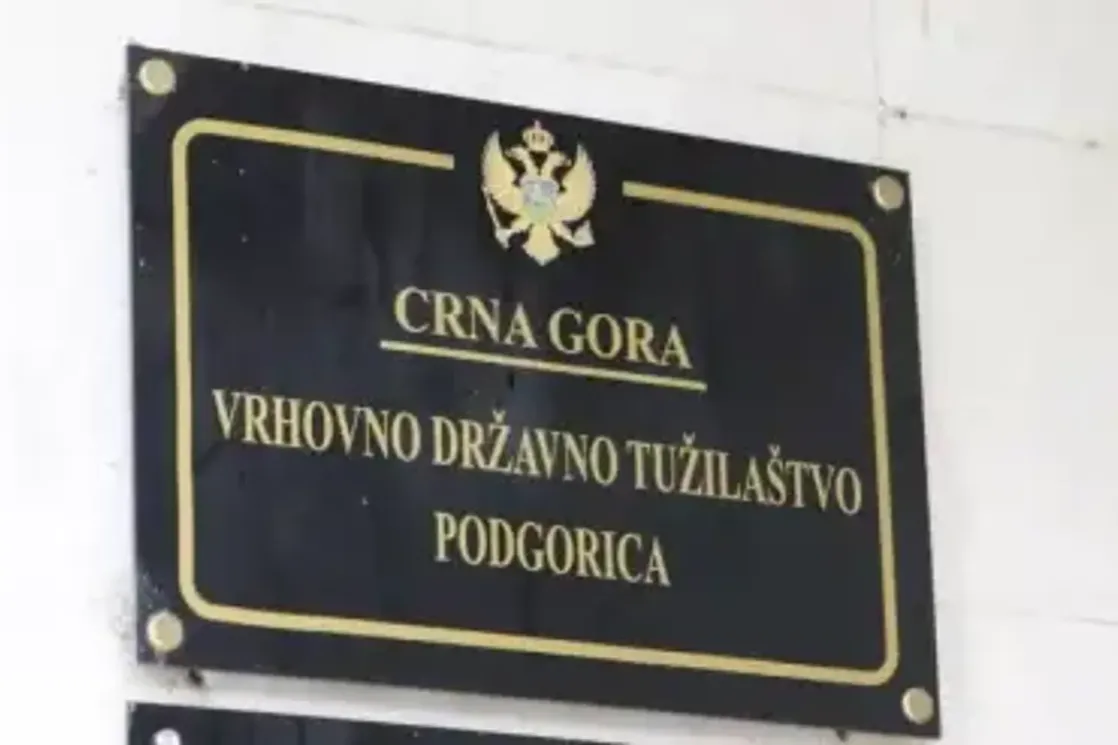 CRNA GORA
VRHOVNO DRŽAVNO TUŽILAŠTVO
PODGORICA